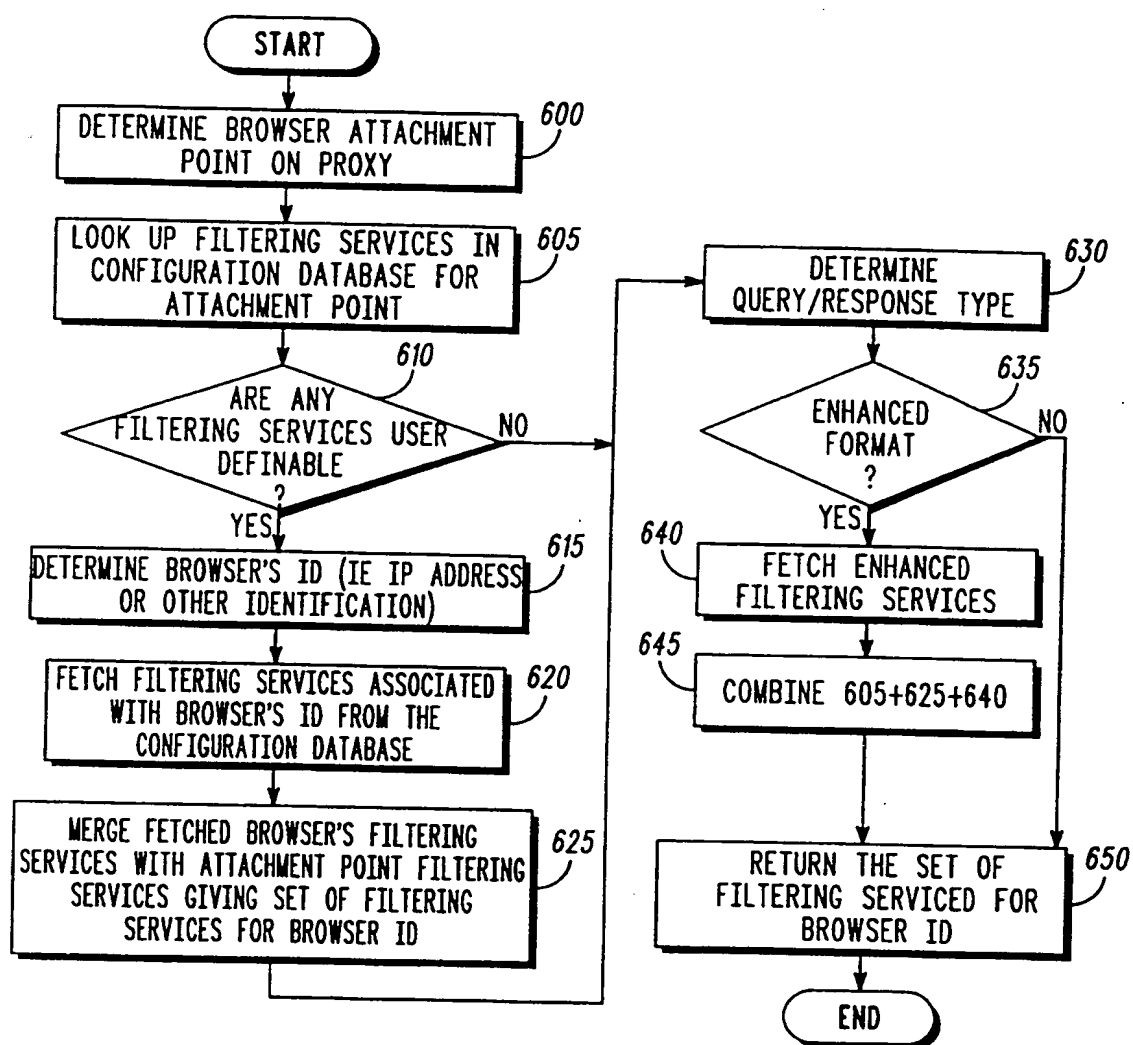 START
DETERMINE BROWSER ATTACHMENT
POINT ON PROXY
600
LOOK UP FILTERING SERVICES IN
CONFIGURATION DATABASE FOR
ATTACHMENT POINT
605
610
ARE ANY
FILTERING SERVICES USER
DEFINABLE
?
NO
YES
DETERMINE BROWSER'S ID (IE IP ADDRESS
OR OTHER IDENTIFICATION)
615
FETCH FILTERING SERVICES ASSOCIATED
WITH BROWSER'S ID FROM THE
CONFIGURATION DATABASE
620
MERGE FETCHED BROWSER'S FILTERING
SERVICES WITH ATTACHMENT POINT FILTERING
SERVICES GIVING SET OF FILTERING
SERVICES FOR BROWSER ID
625
DETERMINE
QUERY/RESPONSE TYPE
630
635
ENHANCED
FORMAT
?
NO
YES
640
FETCH ENHANCED
FILTERING SERVICES
645
COMBINE 605+625+640
RETURN THE SET OF
FILTERING SERVICED FOR
BROWSER ID
650
END